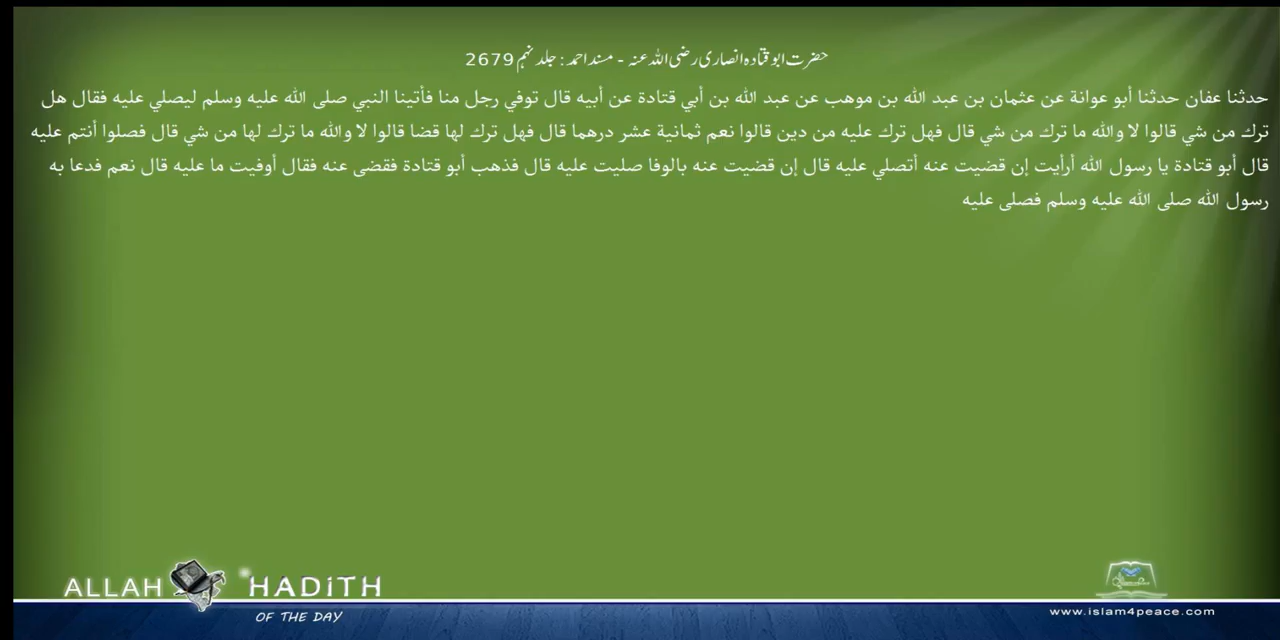 حضرت ابو قتادہ انصاری رضی اللہ عنہ - مسند احمد : جلد نہم 2679
حدثنا عفان حدثنا أبو عوانة عن عثمان بن عبد الله بن موهب عن عبد الله بن أبي قتادة عن أبيه قال توفي رجل منا فأتينا النبي صلى الله عليه وسلم ليصلي عليه فقال هل
ترك من شي قالوا لا والله ما ترك من شي قال فهل ترك عليه من دين قالوا نعم ثمانية عشر درهما قال فهل ترك لها قضا قالوا لا والله ما ترك لها من شي قال فصلوا أنتم عليه
قال أبو قتادة يا رسول الله أرأيت إن قضيت عنه أتصلي عليه قال إن قضيت عنه بالوفا صليت عليه قال فذهب أبو قتادة فقضى عنه فقال أوفيت ما عليه قال نعم فدعا به
رسول الله صلى الله عليه وسلم فصلى عليه
ALLAH HADITH
OF THE DAY
www.islam4peace.com